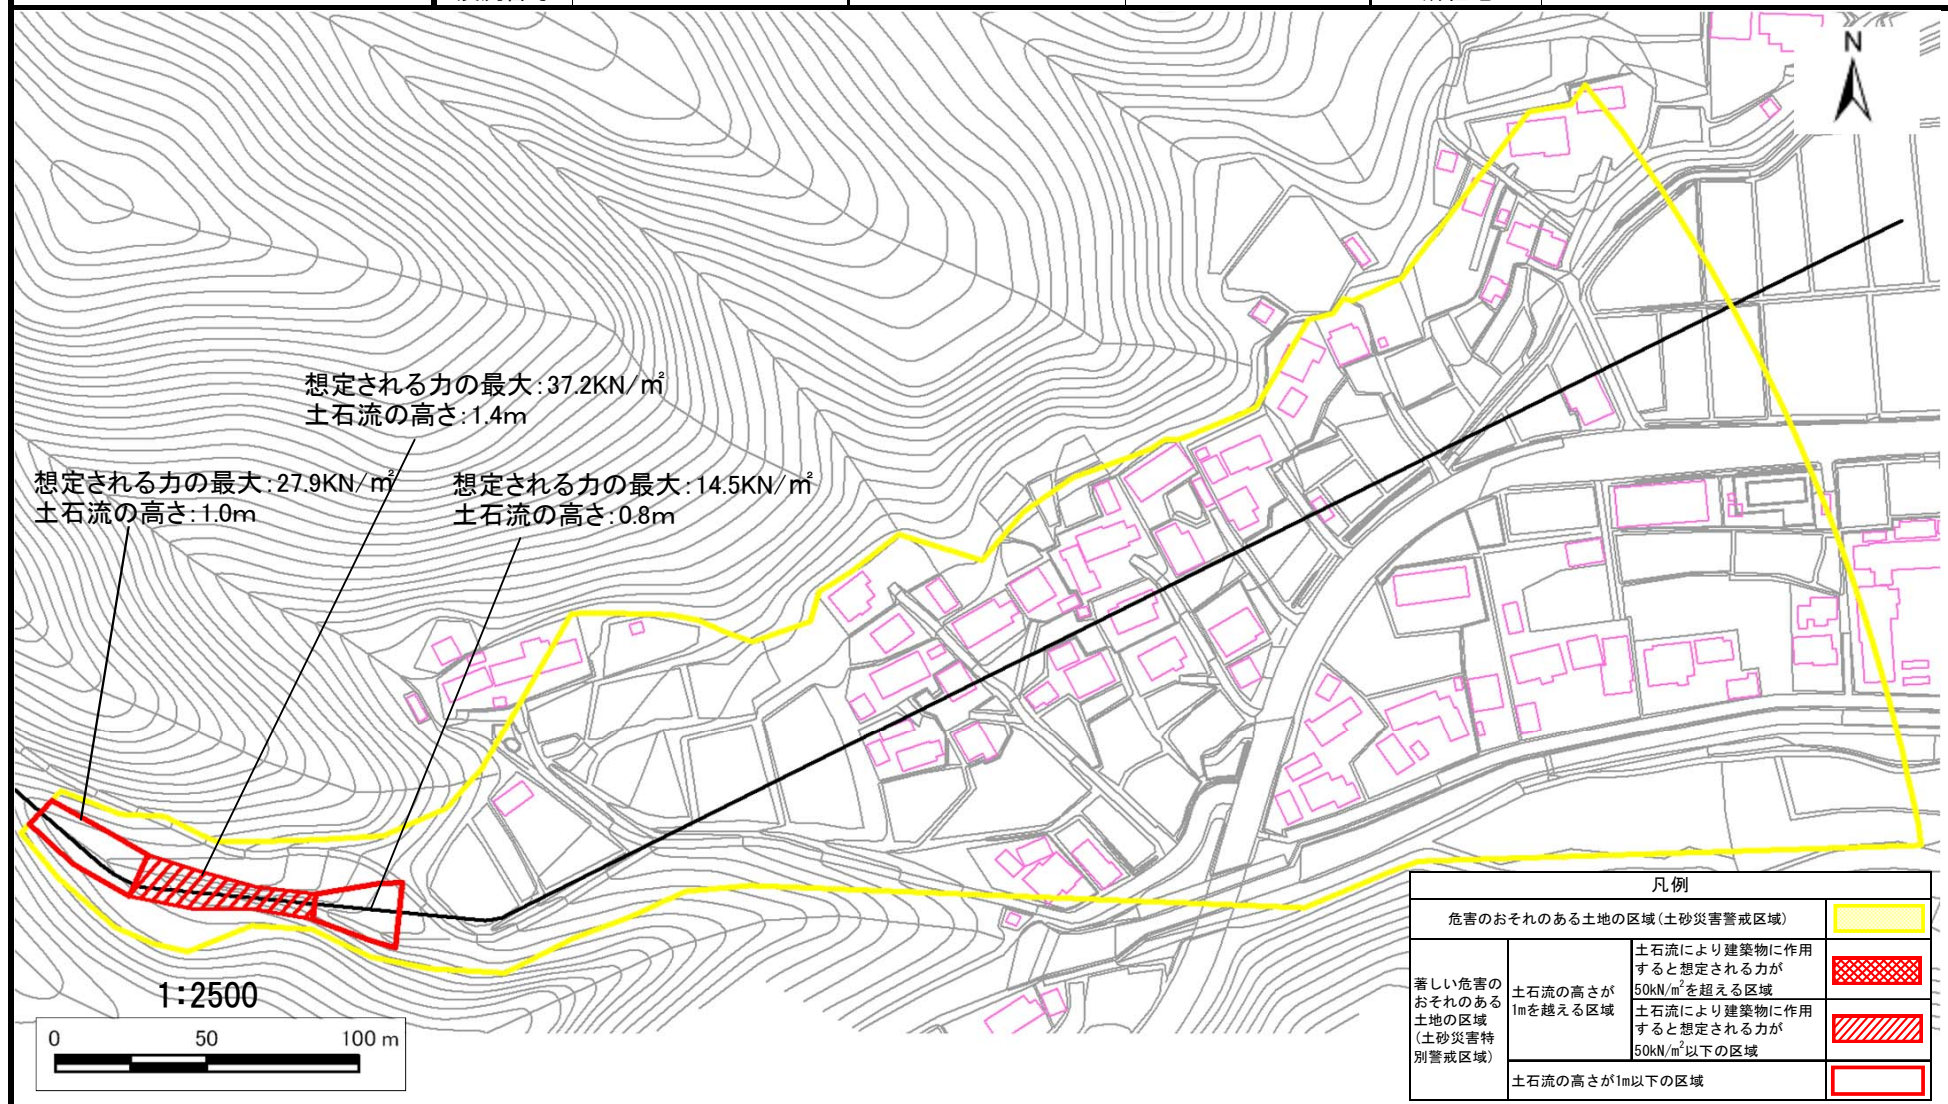 N
想定される力の最大:37.2KN/㎡
土石流の高さ:1.4m
想定される力の最大:27.9KN/㎡
土石流の高さ:1.0m
想定される力の最大:14.5KN/㎡
土石流の高さ:0.8m
1:2500
0 50 100 m
凡例
危害のおそれのある土地の区域(土砂災害警戒区域)
著しい危害の
おそれのある
土地の区域
(土砂災害特
別警戒区域)
土石流の高さが
1mを越える区域
土石流により建築物に作用
すると想定される力が
50kN/m²を超える区域
土石流により建築物に作用
すると想定される力が
50kN/m²以下の区域
土石流の高さが1m以下の区域